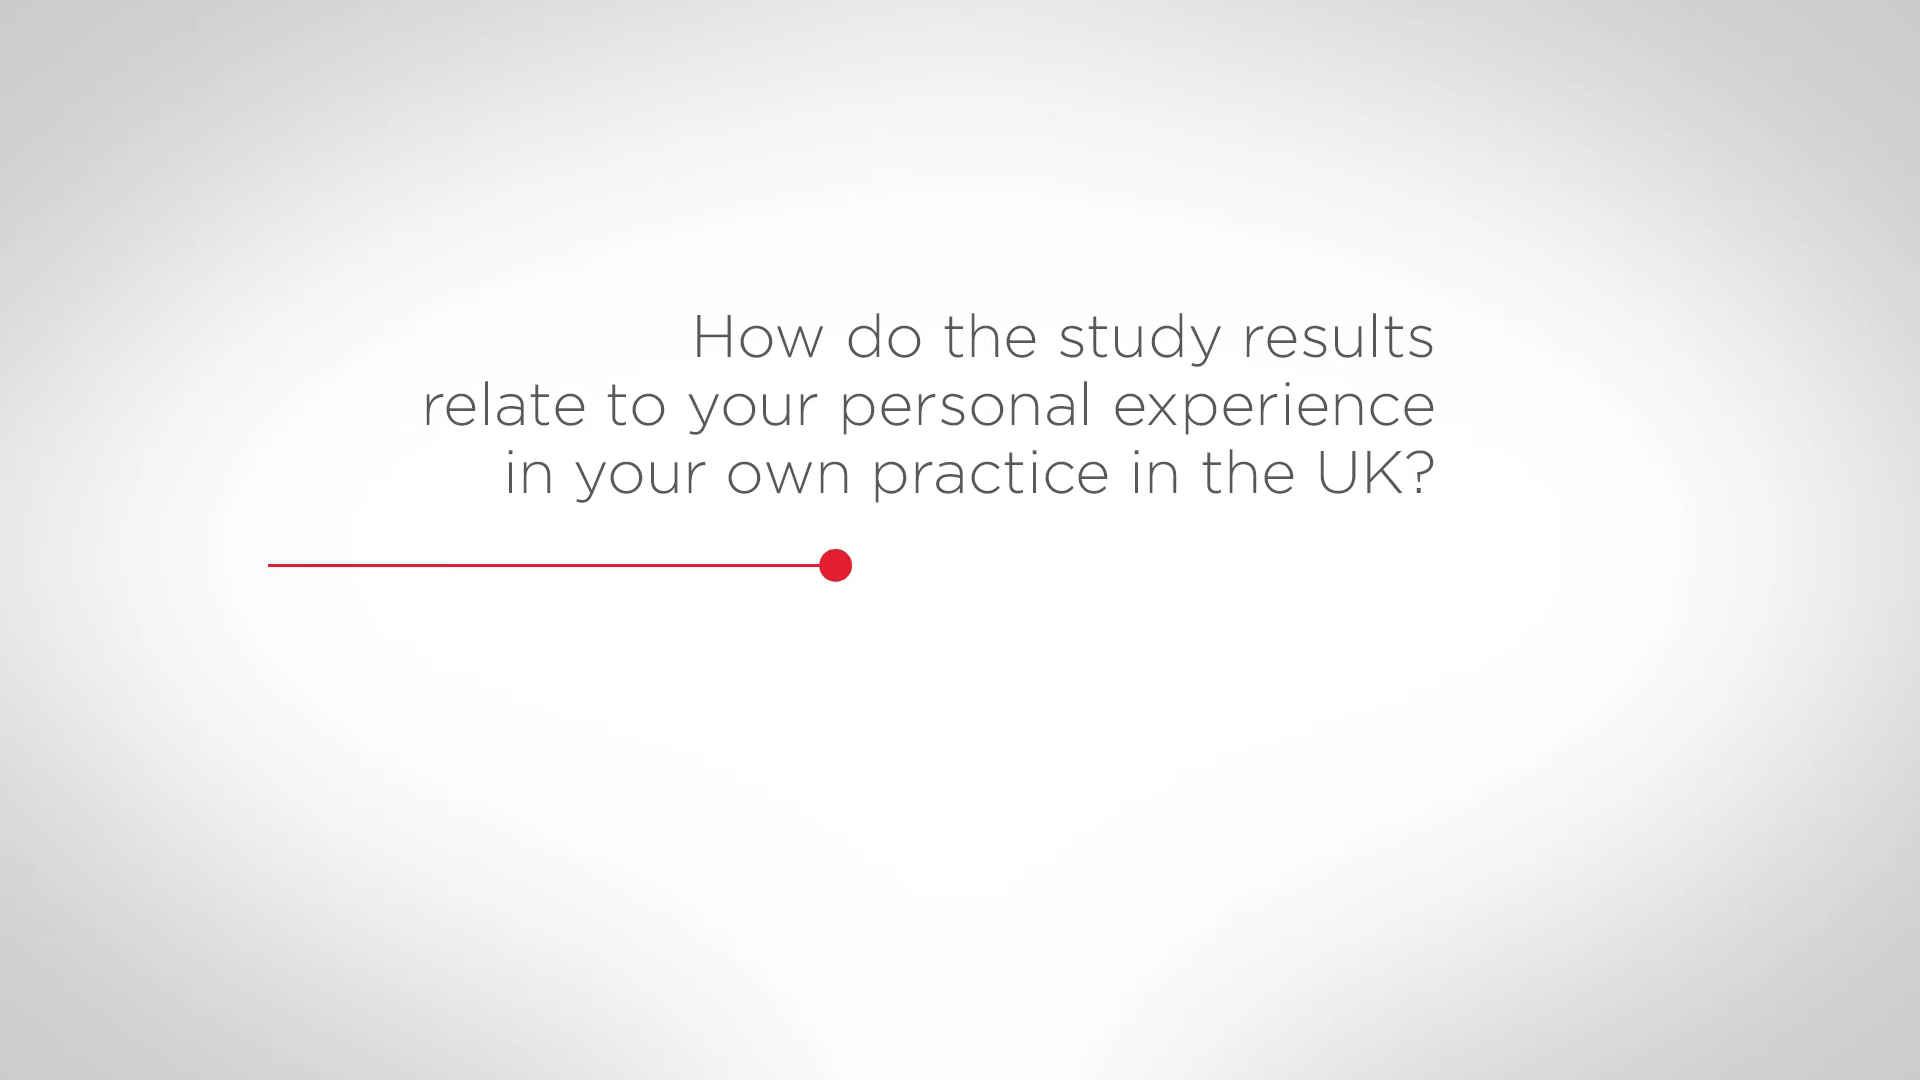 How do the study results
relate to your personal experience
in your own practice in the UK?